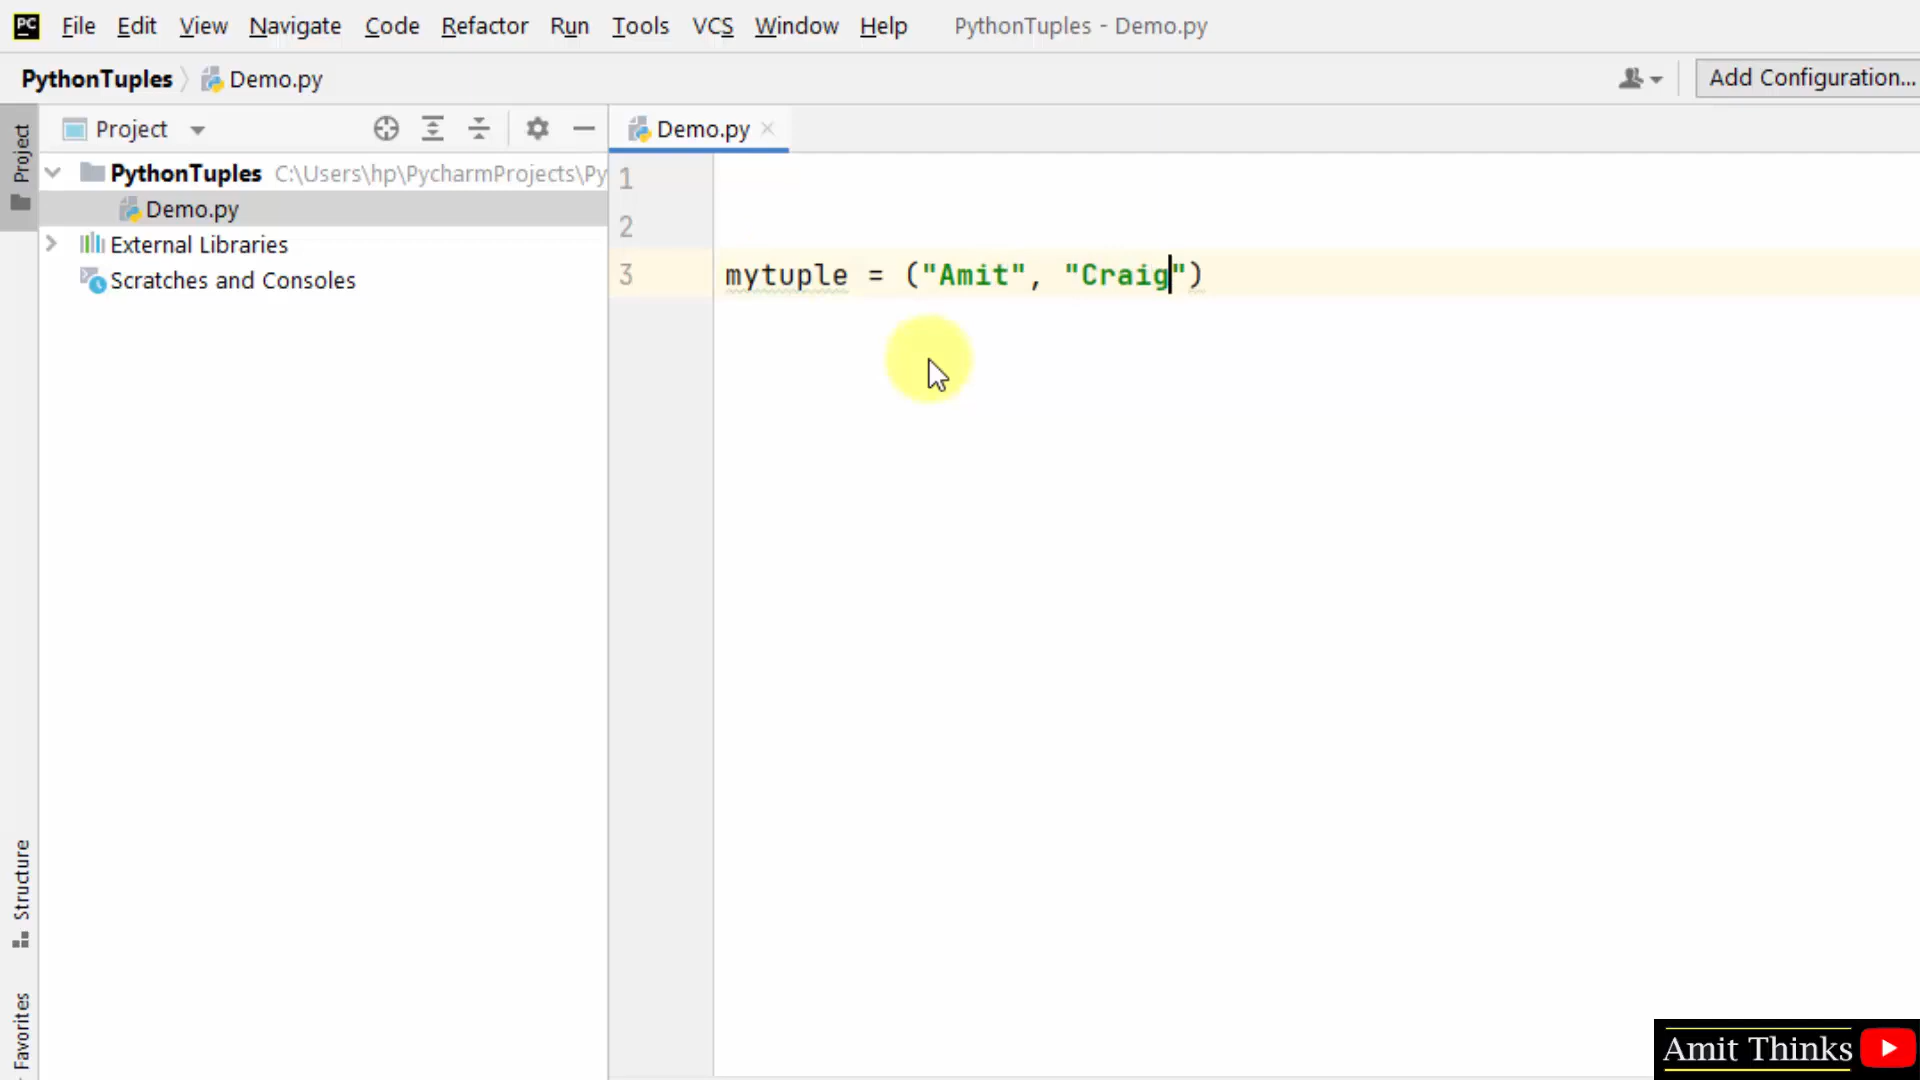 PC File Edit View Navigate Code Refactor Run Tools VCS Window Help PythonTuples - Demo.py
PythonTuples Demo.py Add Configuration...
Project
Project
Demo.py
PythonTuples C:\Users\hp\PycharmProjects\Py
Demo.py
External Libraries
Scratches and Consoles
1
2
3 mytuple = ("Amit", "Craig")
Structure
Favorites
Amit Thinks